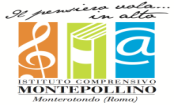 Il pensiero vola...
in alto
@
ISTITUTO COMPRENSIVO
MONTEPOLLINO
Monterotondo (Roma)